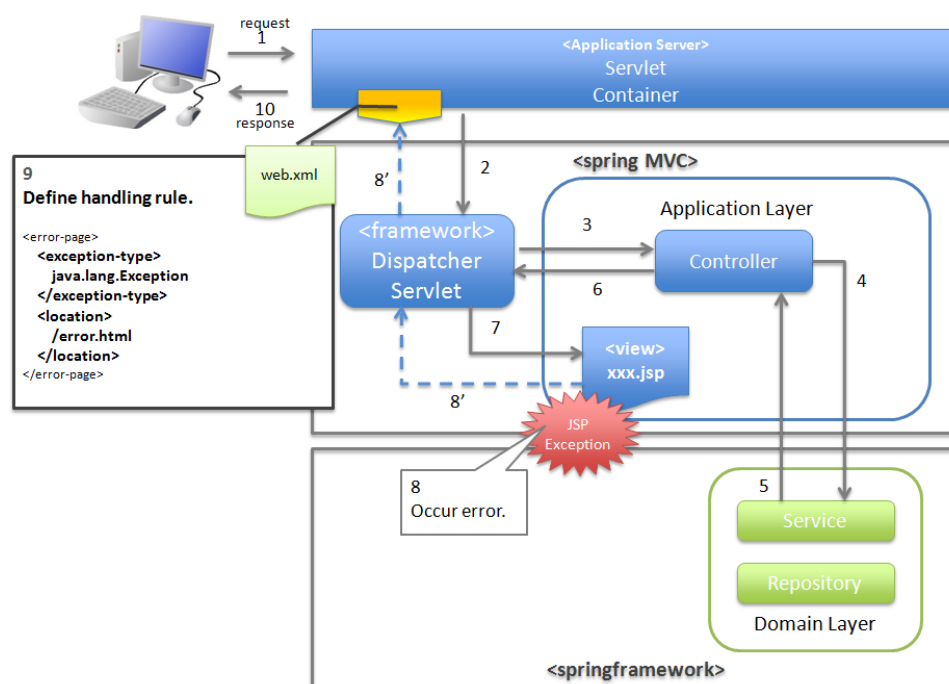 request
1
10
response
<Application Server>
Servlet
Container
9
Define handling rule.
<error-page>
<exception-type>
java.lang.Exception
</exception-type>
<location>
/error.html
</location>
</error-page>
web.xml
8’
2
<spring MVC>
<framework>
Dispatcher
Servlet
3
6
7
8’
Application Layer
Controller
4
<view>
xxx.jsp
JSP
Exception
8
Occur error.
5
Service
Repository
Domain Layer
<springframework>